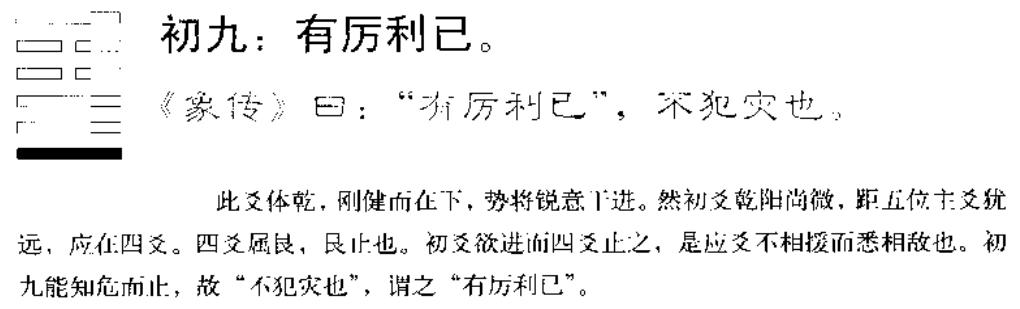 初九：有厉利已。
《象传》曰：“有厉利已”，不犯灾也。
此爻体乾，刚健而在下，势将锐意干进。然初爻乾阳尚微，距五位主爻犹
远，应在四爻。四爻属艮，艮止也。初爻欲进而四爻止之，是应爻不相援而悉相敌也。初
九能知危而止，故“不犯灾也”，谓之“有厉利已”。